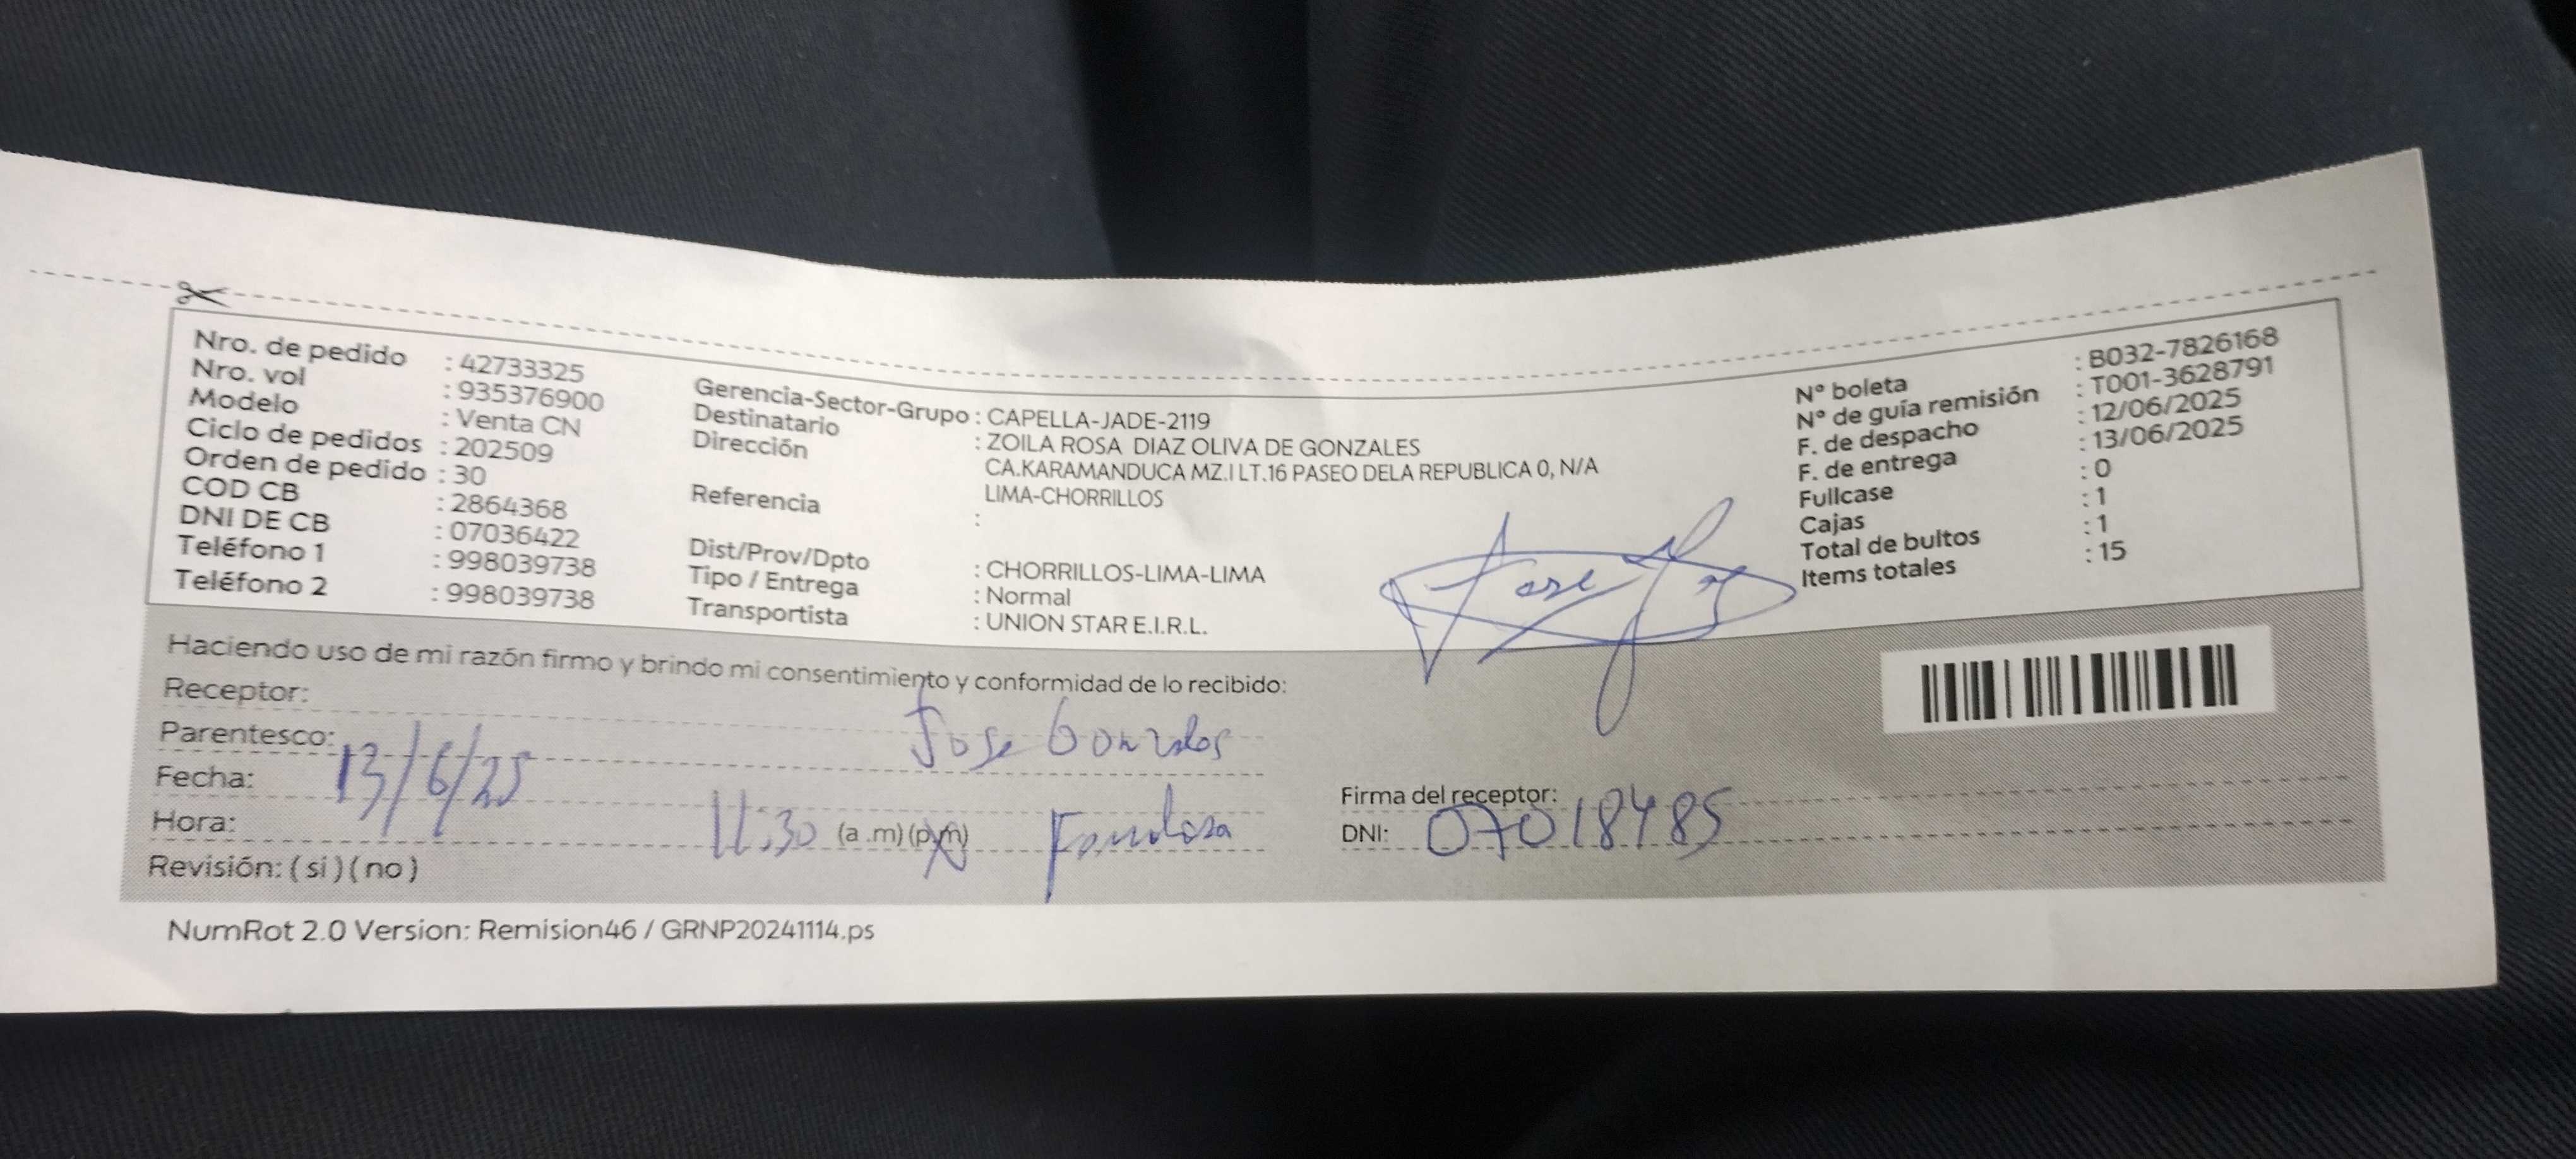 Nro. de pedido : 42733325
Nro. vol : 935376900
Modelo : Venta CN
Ciclo de pedidos : 202509
Orden de pedido : 30
COD CB : 2864368
DNI DE CB : 07036422
Teléfono 1 : 998039738
Teléfono 2 : 998039738
Gerencia-Sector-Grupo : CAPELLA-JADE-2119
Destinatario : ZOILA ROSA DIAZ OLIVA DE GONZALES
Dirección CA.KARAMANDUCA MZ.I LT.16 PASEO DELA REPUBLICA 0, N/A
LIMA-CHORRILLOS
Referencia :
Dist/Prov/Dpto : CHORRILLOS-LIMA-LIMA
Tipo / Entrega : Normal
Transportista : UNION STAR E.I.R.L.
N° boleta : B032-7826168
N° de guía remisión : T001-3628791
F. de despacho : 12/06/2025
F. de entrega : 13/06/2025
Fullcase : 0
Cajas : 1
Total de bultos : 1
Items totales : 15
Jose
Haciendo uso de mi razón firmo y brindo mi consentimiento y conformidad de lo recibido:
Receptor:
Jose Gonzales
Parentesco:
Fecha: 13/6/25
Hora: 11:30 (a.m)(p.m)
Revisión: ( si ) ( no )
Firma del receptor:
DNI: 07018485
NumRot 2.0 Version: Remision46 / GRNP20241114.ps